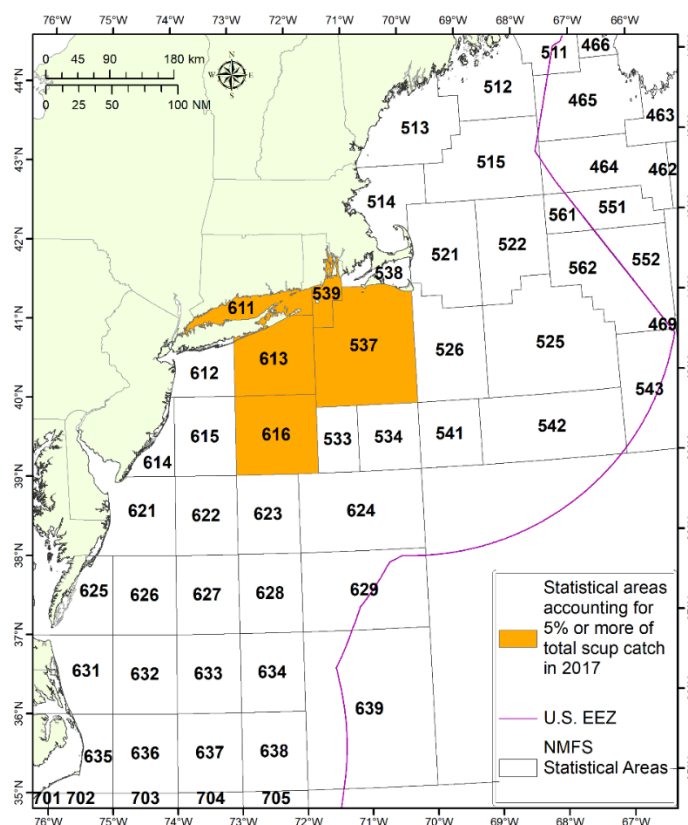 76°W 75°W 74°W 73°W 72°W 71°W 70°W 69°W 68°W 67°W 66°W
0 45 90 180 km
0 25 50 100 NM
N
W E
S
44°N
43°N
42°N
41°N
40°N
39°N
38°N
37°N
36°N
35°N
511 466
512
465
513
463
515
464 462
514
551
561
521
522
538
552
562
539
611
469
613
537
525
526
612
543
616
615
533 534 541 542
614
621 622 623 624
625 626 627 628 629
631 632 633 634
639
635 636 637 638
701 702 703 704 705
Statistical areas
accounting for
5% or more of
total scup catch
in 2017
U.S. EEZ
NMFS
Statistical Areas
76°W 75°W 74°W 73°W 72°W 71°W 70°W 69°W 68°W 67°W